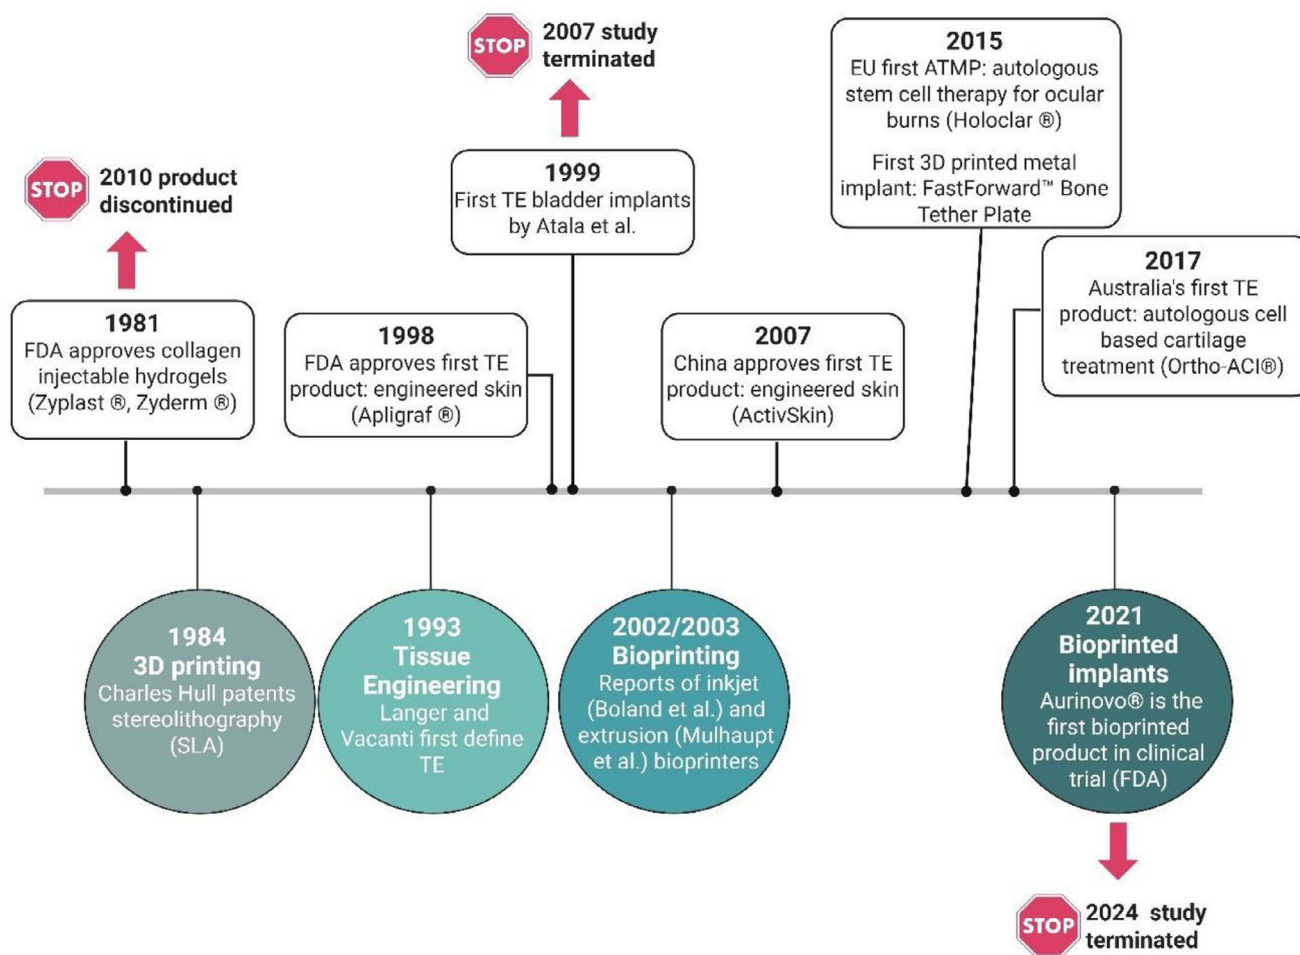 STOP
2007 study
terminated
2015
EU first ATMP: autologous
stem cell therapy for ocular
burns (Holoclar ®)
First 3D printed metal
implant: FastForward™ Bone
Tether Plate
STOP
2010 product
discontinued
1999
First TE bladder implants
by Atala et al.
2017
Australia's first TE
product: autologous cell
based cartilage
treatment (Ortho-ACI®)
1981
FDA approves collagen
injectable hydrogels
(Zyplast ®, Zyderm ®)
1998
FDA approves first TE
product: engineered skin
(Apligraf ®)
2007
China approves first TE
product: engineered skin
(ActivSkin)
1984
3D printing
Charles Hull patents
stereolithography
(SLA)
1993
Tissue
Engineering
Langer and
Vacanti first define
TE
2002/2003
Bioprinting
Reports of inkjet
(Boland et al.) and
extrusion (Mulhaupt
et al.) bioprinters
2021
Bioprinted
implants
Aurinovo® is the
first bioprinted
product in clinical
trial (FDA)
STOP
2024 study
terminated